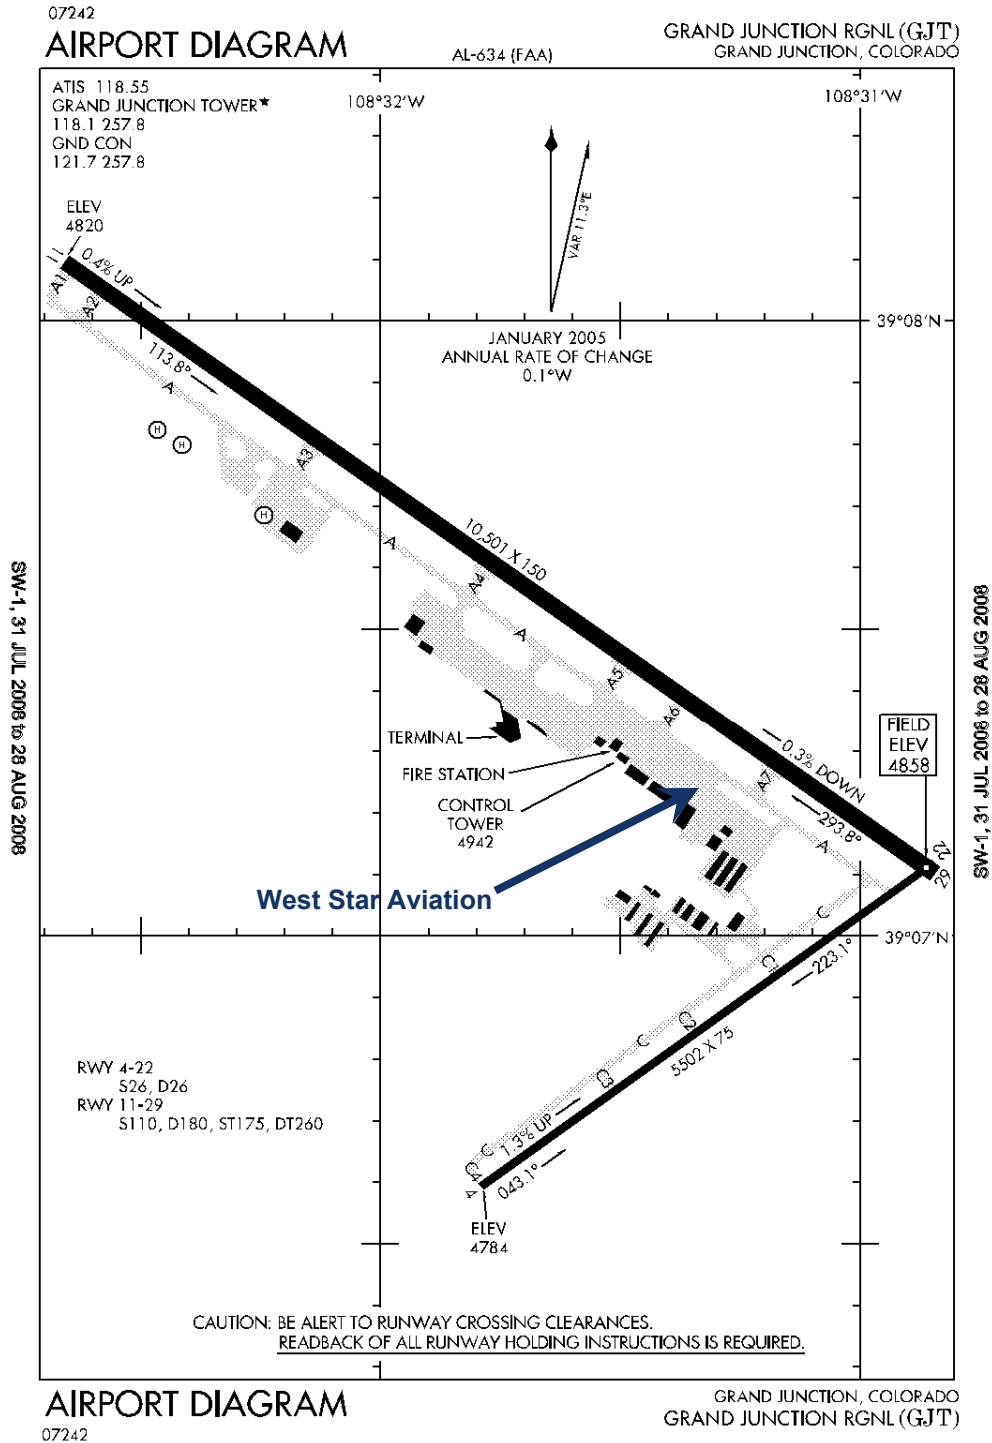 07242
AIRPORT DIAGRAM
AL-634 (FAA)
GRAND JUNCTION RGNL (GJT)
GRAND JUNCTION, COLORADO
ATIS 118.55
GRAND JUNCTION TOWER★
118.1 257.8
GND CON
121.7 257.8
108°32'W
108°31'W
VAR 11.3°E
JANUARY 2005
ANNUAL RATE OF CHANGE
0.1°W
39°08'N
ELEV
4820
11
0.4% UP
A1
A2
113.8°
A
H
H
A3
H
A
10,501 X 150
A4
A
A5
A6
TERMINAL
FIRE STATION
CONTROL
TOWER
4942
0.3% DOWN
A7
293.8°
A
FIELD
ELEV
4858
22
29
West Star Aviation
C
39°07'N
C1
223.1°
C2
C
5502 X 75
C3
RWY 4-22
S26, D26
RWY 11-29
S110, D180, ST175, DT260
1.3% UP
C
C4
4
043.1°
ELEV
4784
SW-1, 31 JUL 2008 to 28 AUG 2008
SW-1, 31 JUL 2008 to 28 AUG 2008
CAUTION: BE ALERT TO RUNWAY CROSSING CLEARANCES.
READBACK OF ALL RUNWAY HOLDING INSTRUCTIONS IS REQUIRED.
AIRPORT DIAGRAM
07242
GRAND JUNCTION, COLORADO
GRAND JUNCTION RGNL (GJT)